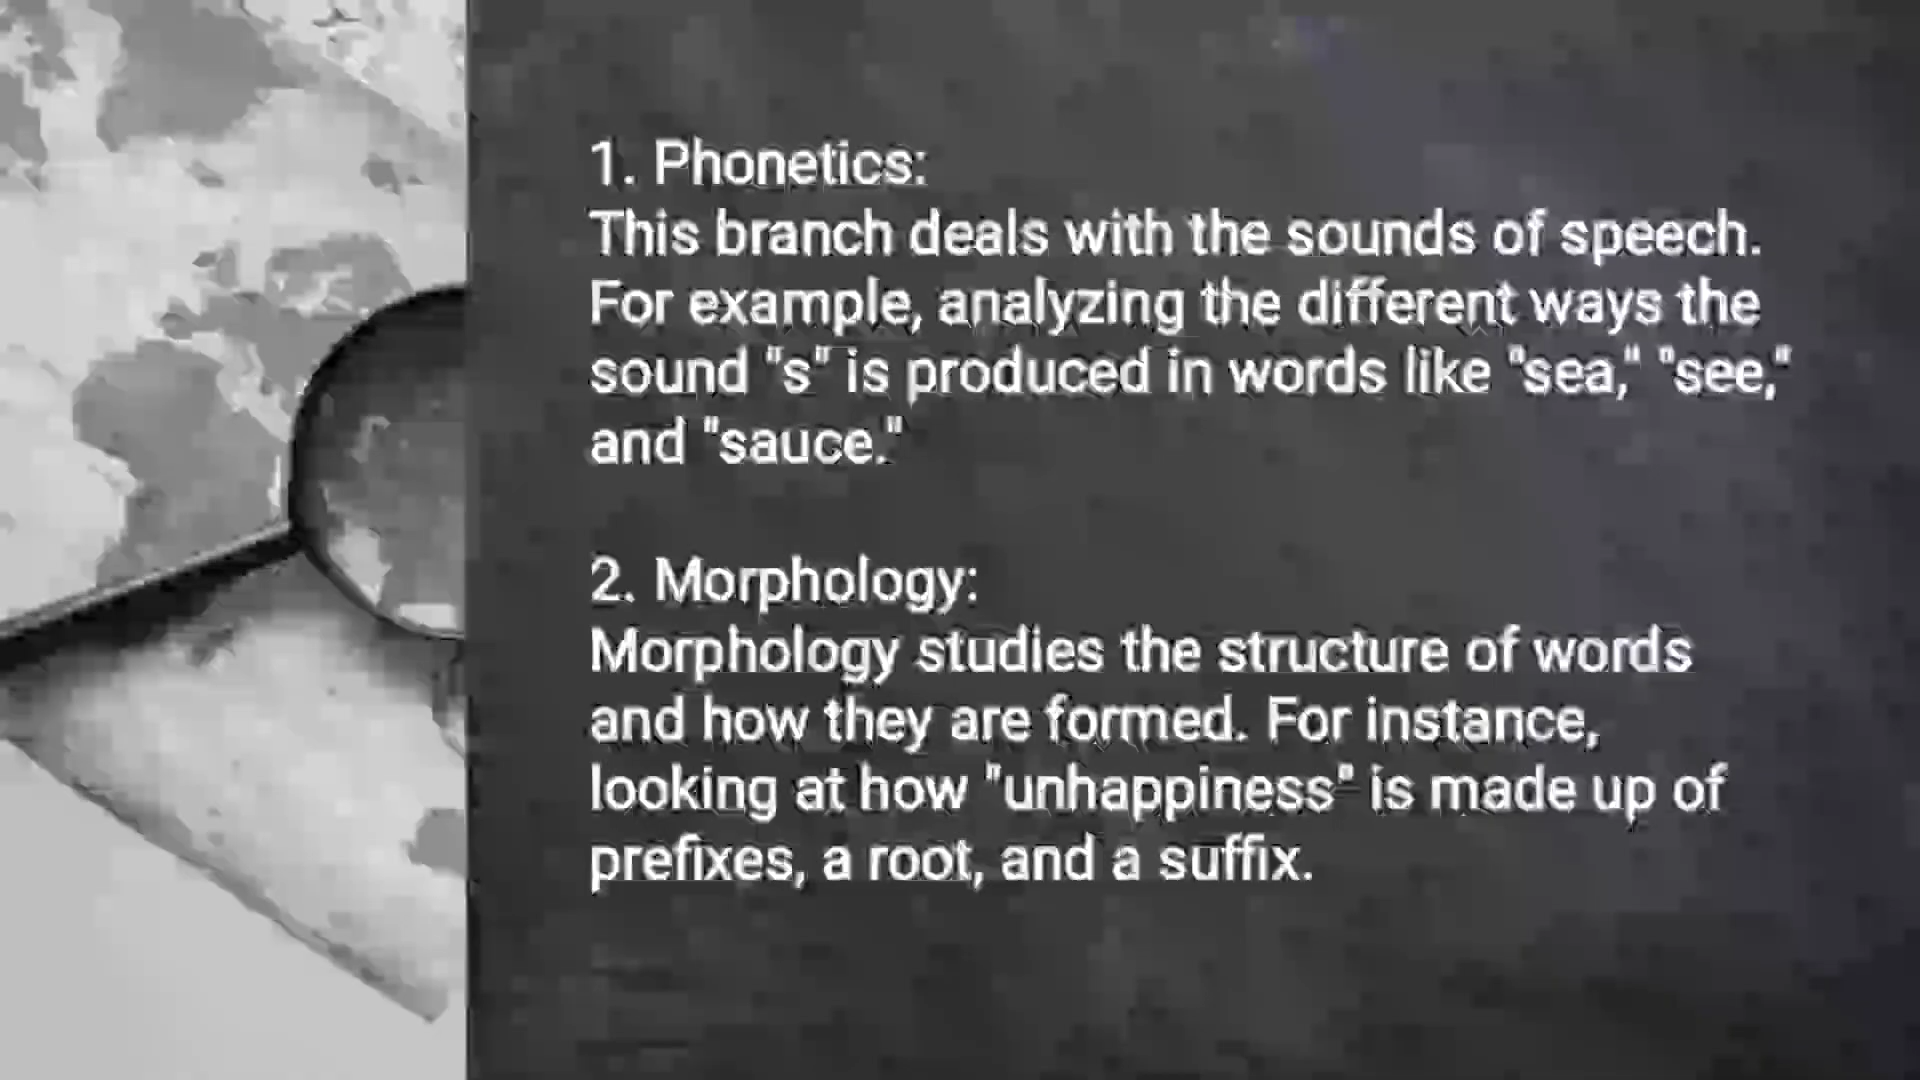 1. Phonetics:
This branch deals with the sounds of speech.
For example, analyzing the different ways the
sound "s" is produced in words like "sea," "see,"
and "sauce."
2. Morphology:
Morphology studies the structure of words
and how they are formed. For instance,
looking at how "unhappiness" is made up of
prefixes, a root, and a suffix.